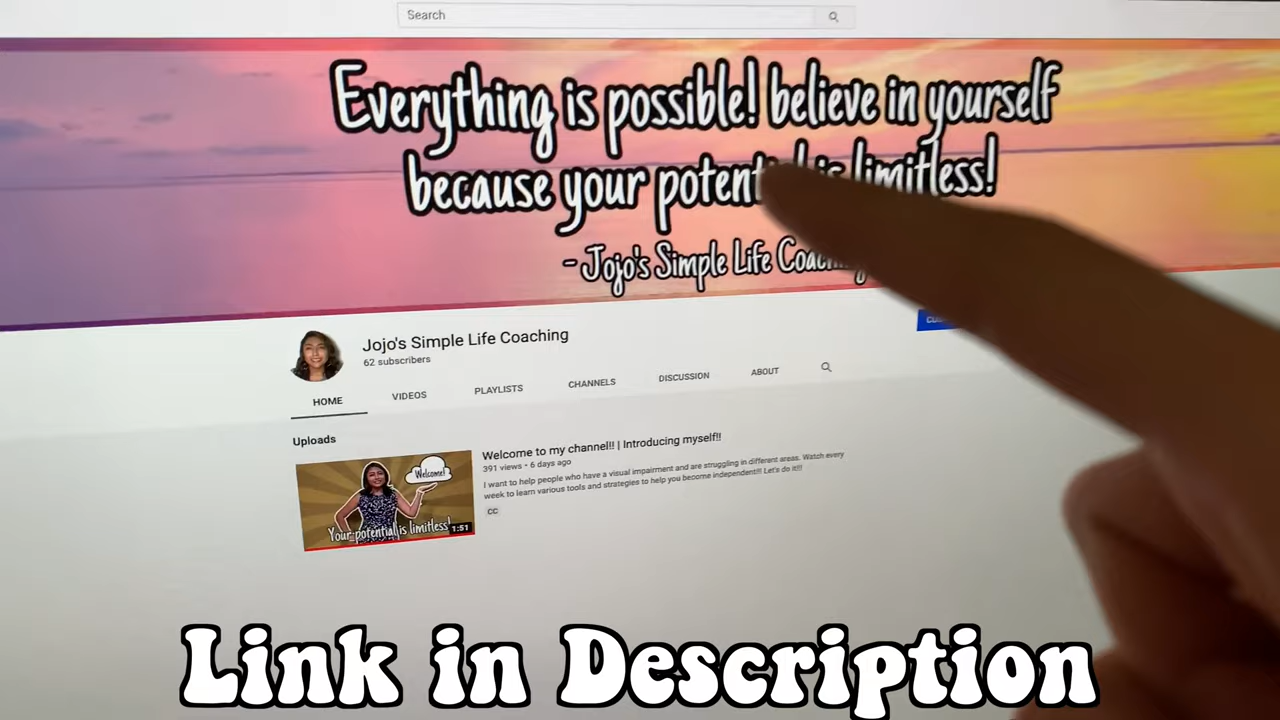 Search
Everything is possible! believe in yourself
because your potential is limitless!
- Jojo's Simple Life Coaching
Jojo's Simple Life Coaching
62 subscribers
HOME VIDEOS PLAYLISTS CHANNELS DISCUSSION ABOUT
Uploads
Welcome!
Your potential is limitless!
1:51
Welcome to my channel!! | Introducing myself!!
391 views • 6 days ago
I want to help people who have a visual impairment and are struggling in different areas. Watch every
week to learn various tools and strategies to help you become independent!!! Let's do it!!!
CC
Link in Description